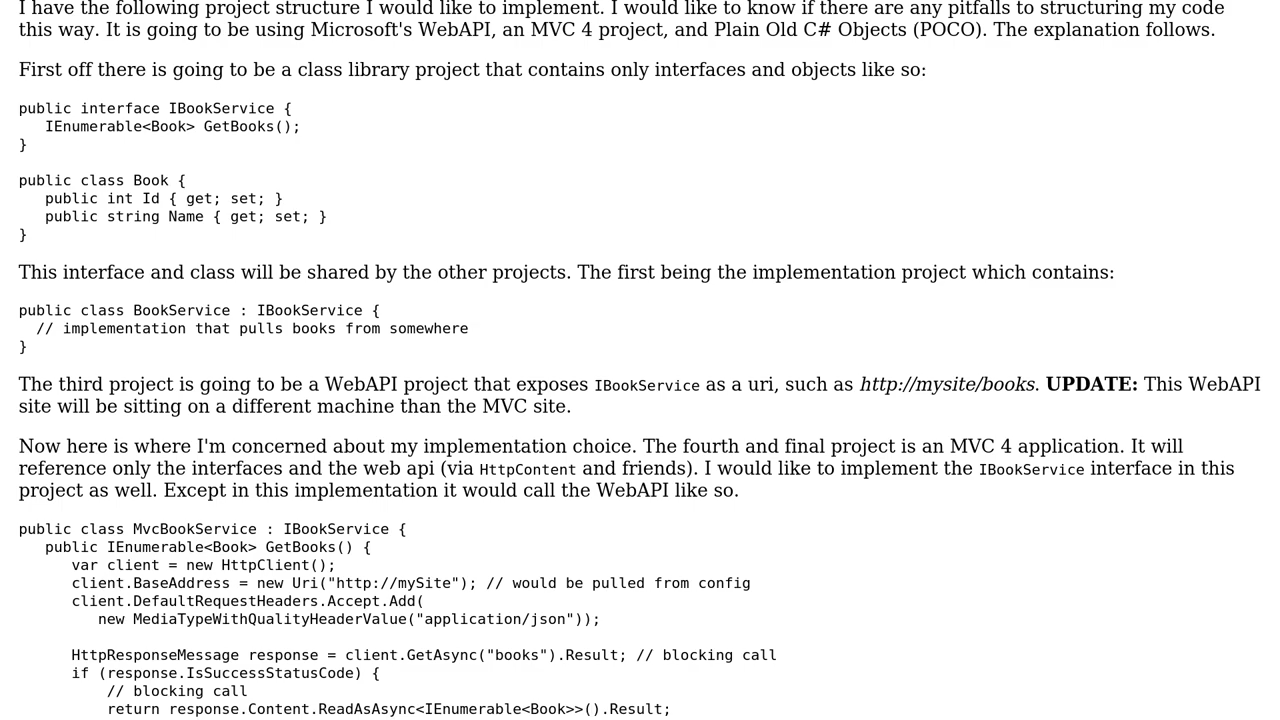 I have the following project structure I would like to implement. I would like to know if there are any pitfalls to structuring my code
this way. It is going to be using Microsoft's WebAPI, an MVC 4 project, and Plain Old C# Objects (POCO). The explanation follows.
First off there is going to be a class library project that contains only interfaces and objects like so:
public interface IBookService {
   IEnumerable<Book> GetBooks();
}
public class Book {
   public int Id { get; set; }
   public string Name { get; set; }
}
This interface and class will be shared by the other projects. The first being the implementation project which contains:
public class BookService : IBookService {
  // implementation that pulls books from somewhere
}
The third project is going to be a WebAPI project that exposes IBookService as a uri, such as http://mysite/books. UPDATE: This WebAPI
site will be sitting on a different machine than the MVC site.
Now here is where I'm concerned about my implementation choice. The fourth and final project is an MVC 4 application. It will
reference only the interfaces and the web api (via HttpContent and friends). I would like to implement the IBookService interface in this
project as well. Except in this implementation it would call the WebAPI like so.
public class MvcBookService : IBookService {
   public IEnumerable<Book> GetBooks() {
      var client = new HttpClient();
      client.BaseAddress = new Uri("http://mySite"); // would be pulled from config
      client.DefaultRequestHeaders.Accept.Add(
         new MediaTypeWithQualityHeaderValue("application/json"));
      HttpResponseMessage response = client.GetAsync("books").Result; // blocking call
      if (response.IsSuccessStatusCode) {
          // blocking call
          return response.Content.ReadAsAsync<IEnumerable<Book>>().Result;